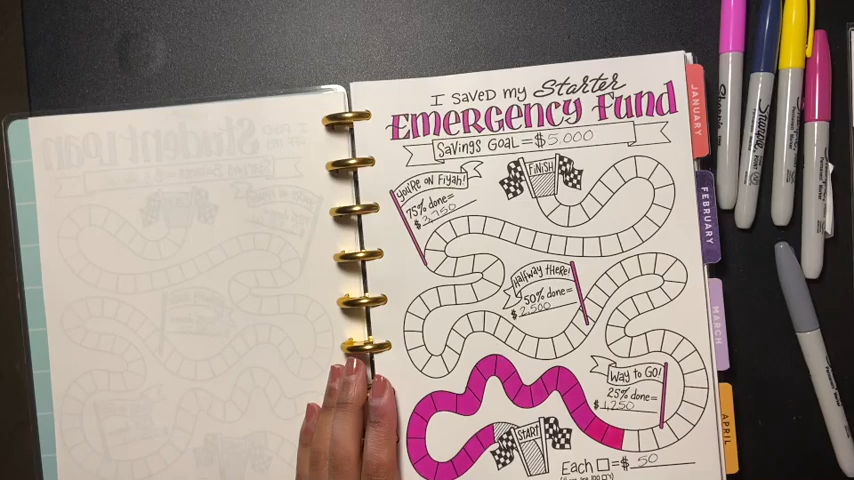 I SAVED my Starter
EMERGENCY FUND
SAVINGS GOAL = $5,000
FINISH
YOU'RE ON FIYAH!
75% done =
$3,750
HALFWAY THERE!
50% done =
$2,500
WAY TO GO!
25% done =
$1,250
START
Each □ = $50
JANUARY
FEBRUARY
MARCH
APRIL
Sharpie
Student Loan